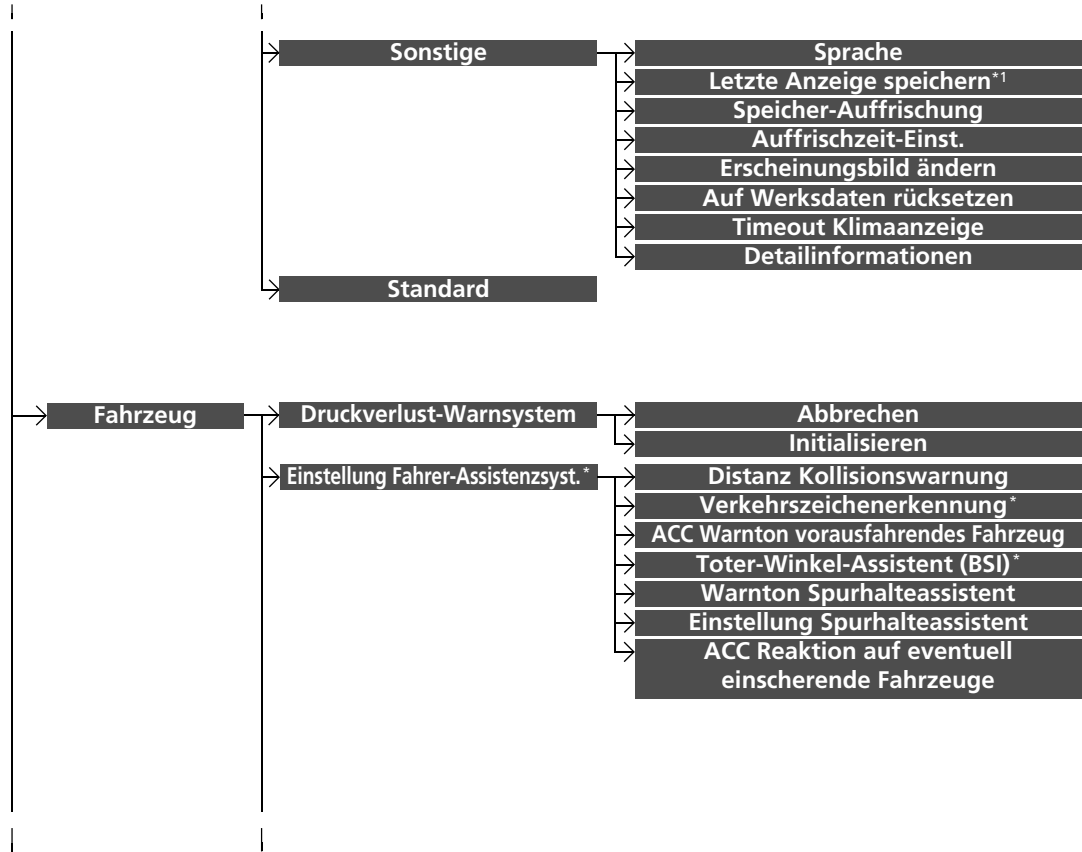 Sonstige
Sprache
Letzte Anzeige speichern*1
Speicher-Auffrischung
Auffrischzeit-Einst.
Erscheinungsbild ändern
Auf Werksdaten rücksetzen
Timeout Klimaanzeige
Detailinformationen
Standard
Fahrzeug
Druckverlust-Warnsystem
Abbrechen
Initialisieren
Einstellung Fahrer-Assistenzsyst.*
Distanz Kollisionswarnung
Verkehrszeichenerkennung*
ACC Warnton vorausfahrendes Fahrzeug
Toter-Winkel-Assistent (BSI)*
Warnton Spurhalteassistent
Einstellung Spurhalteassistent
ACC Reaktion auf eventuell
einscherende Fahrzeuge